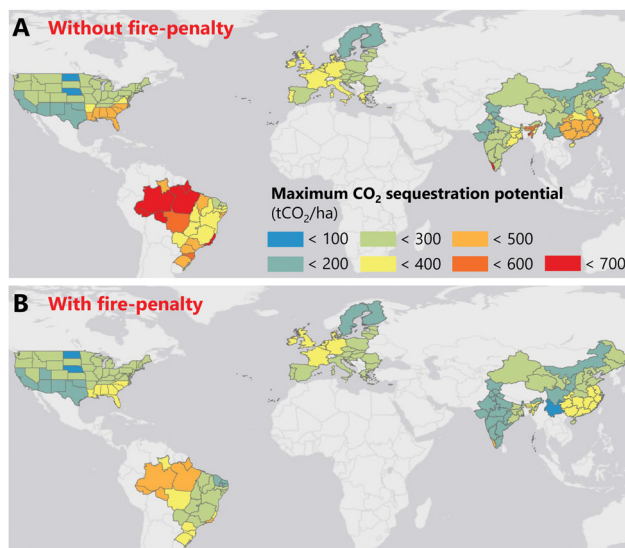 A Without fire-penalty
Maximum CO₂ sequestration potential
(tCO₂/ha)
< 100 < 300 < 500
< 200 < 400 < 600 < 700
B With fire-penalty